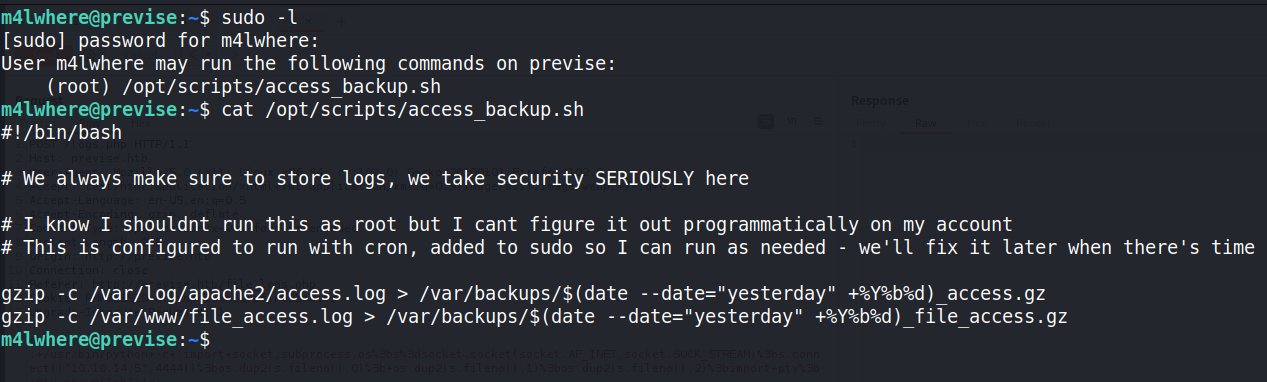 m4lwhere@previse:~$ sudo -l
[sudo] password for m4lwhere:
User m4lwhere may run the following commands on previse:
    (root) /opt/scripts/access_backup.sh
m4lwhere@previse:~$ cat /opt/scripts/access_backup.sh
#!/bin/bash

# We always make sure to store logs, we take security SERIOUSLY here

# I know I shouldnt run this as root but I cant figure it out programmatically on my account
# This is configured to run with cron, added to sudo so I can run as needed - we'll fix it later when there's time

gzip -c /var/log/apache2/access.log > /var/backups/$(date --date="yesterday" +%Y%b%d)_access.gz
gzip -c /var/www/file_access.log > /var/backups/$(date --date="yesterday" +%Y%b%d)_file_access.gz
m4lwhere@previse:~$
Response
Raw